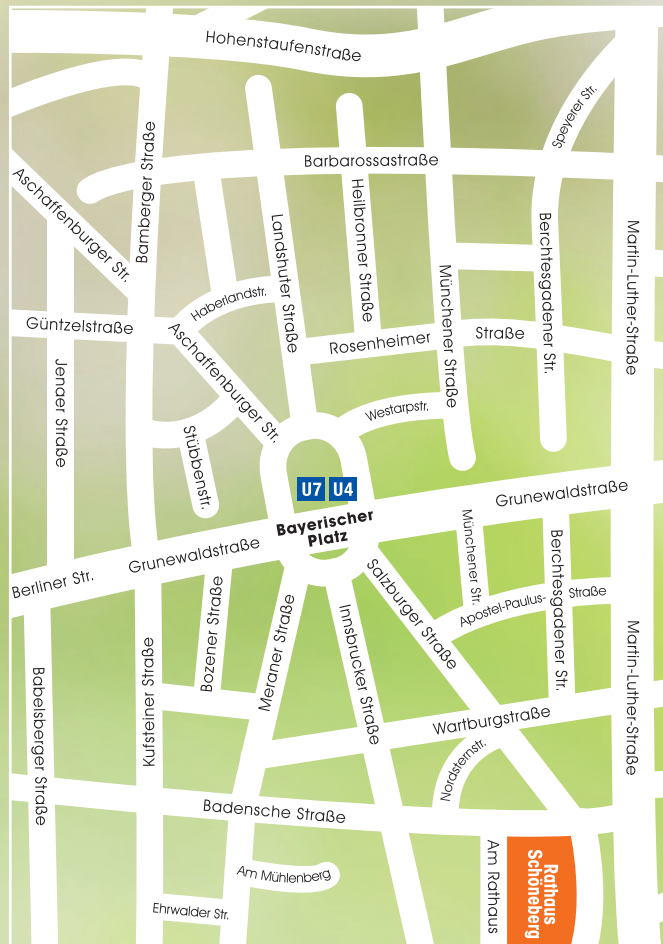 Hohenstaufenstraße
Speyerer Str.
Barbarossastraße
Bamberger Straße
Aschaffenburger Str.
Heilbronner Straße
Landshuter Straße
Berchtesgadener Str.
Martin-Luther-Straße
Münchener Straße
Haberlandstr.
Güntzelstraße
Aschaffenburger Str.
Rosenheimer Straße
Jenaer Straße
Westarpstr.
Stübbenstr.
U7 U4
Grunewaldstraße
Bayerischer
Platz
Münchener Str.
Berchtesgadener Str.
Grunewaldstraße
Berliner Str.
Salzburger Straße
Apostel-Paulus- Straße
Bozener Straße
Meraner Straße
Innsbrucker Straße
Martin-Luther-Straße
Kufsteiner Straße
Babelsberger Straße
Wartburgstraße
Nordsternstr.
Badensche Straße
Am Rathaus
Rathaus
Schöneberg
Am Mühlenberg
Ehrwalder Str.